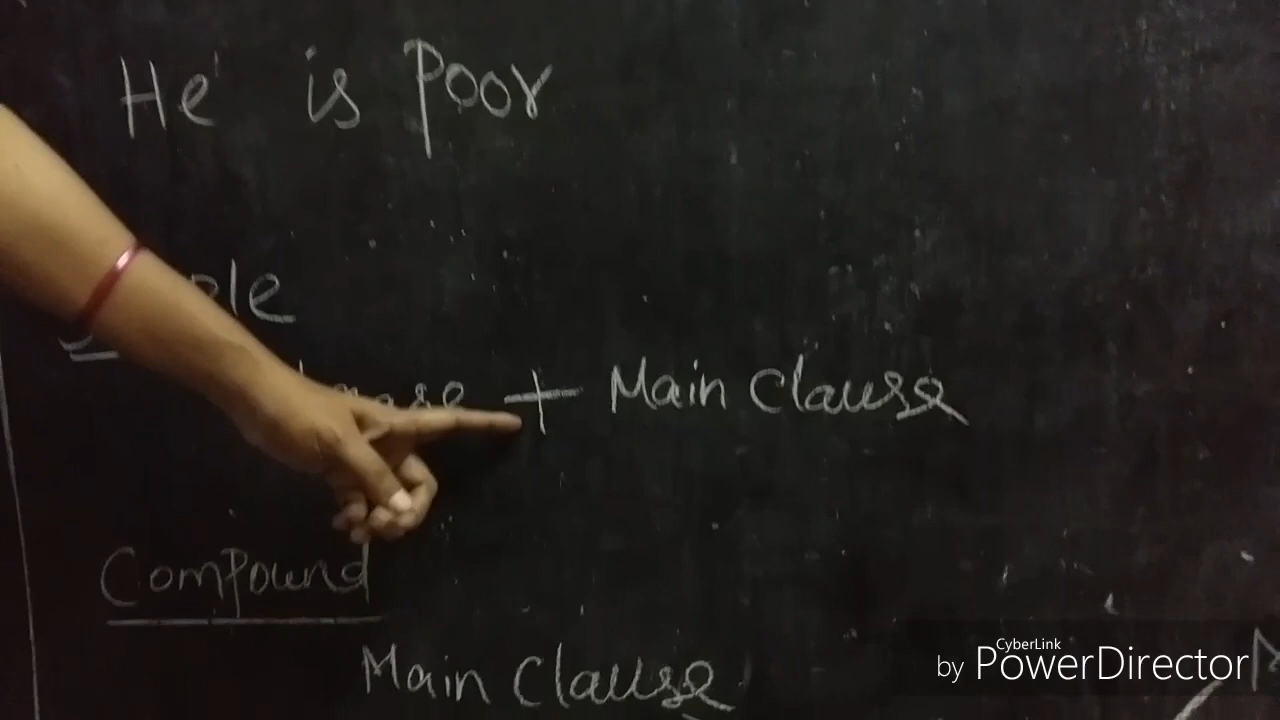 He is Poor
+ Main Clause
Compound
Main Clause
CyberLink
by PowerDirector